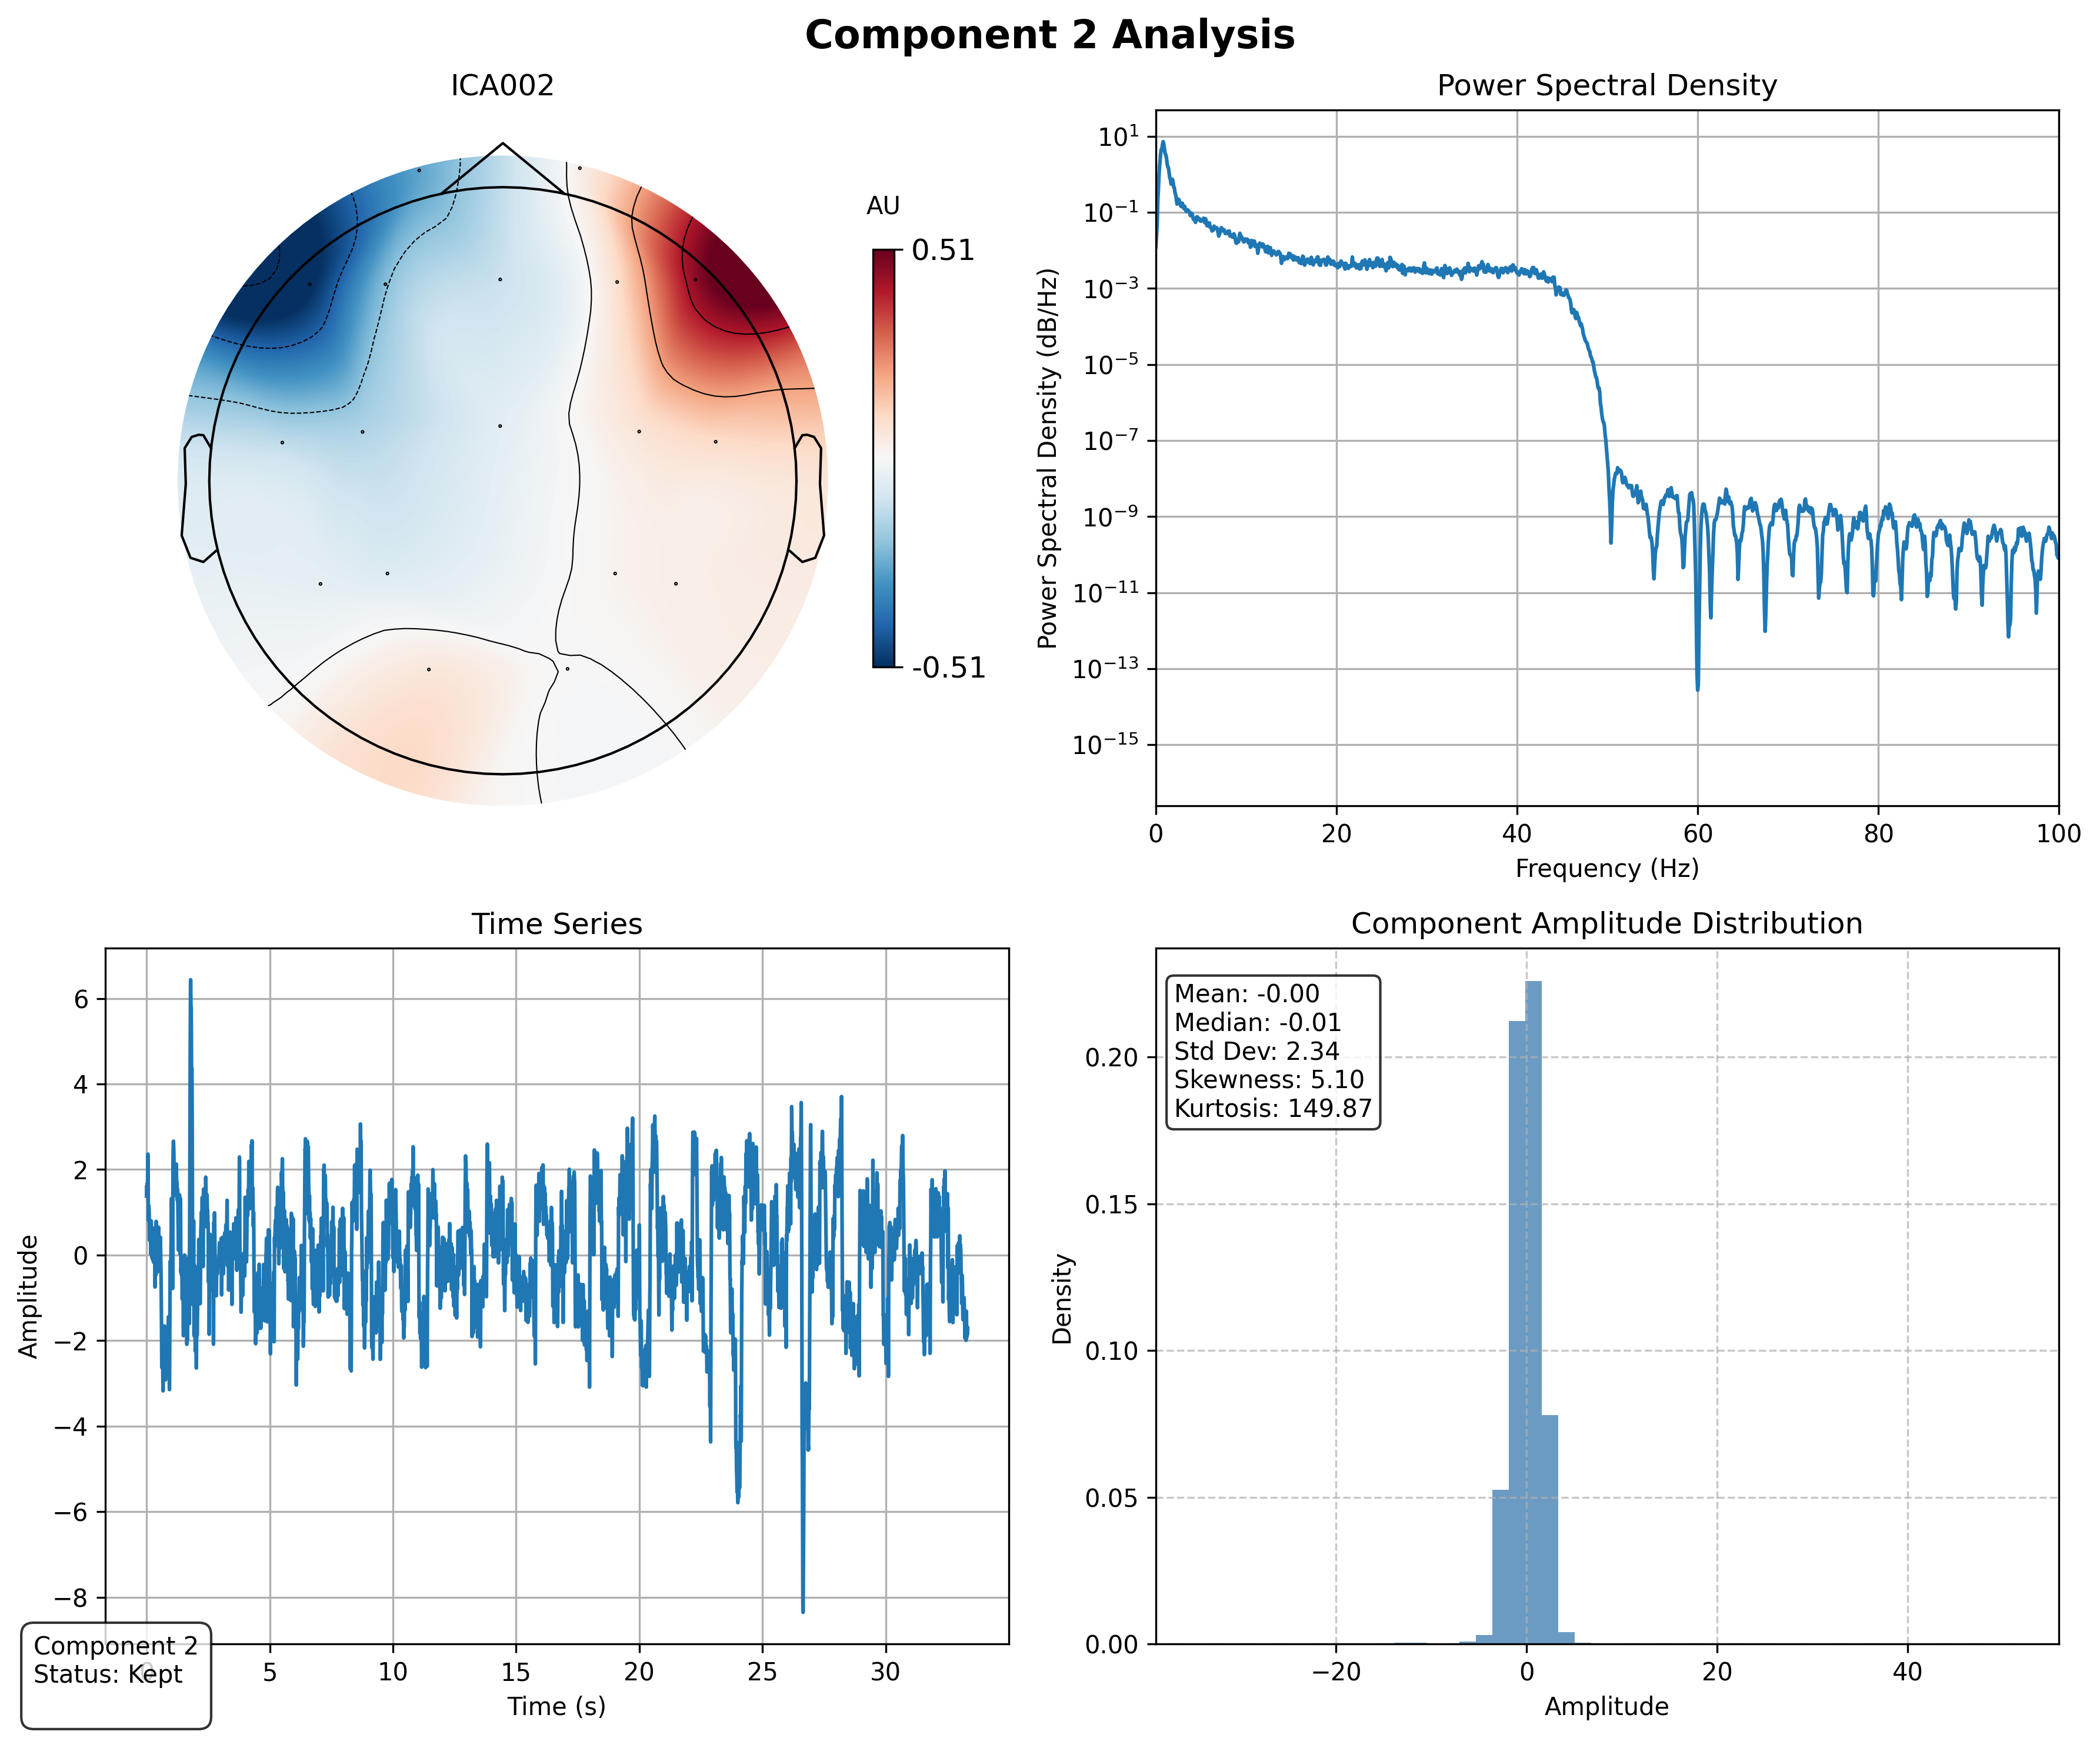 Component 2 Analysis
ICA002
AU
0.51
-0.51
Power Spectral Density
Power Spectral Density (dB/Hz)
10^1
10^−1
10^−3
10^−5
10^−7
10^−9
10^−11
10^−13
10^−15
0 20 40 60 80 100
Frequency (Hz)
Time Series
Amplitude
6
4
2
0
−2
−4
−6
−8
0 5 10 15 20 25 30
Time (s)
Component 2
Status: Kept
Component Amplitude Distribution
Mean: -0.00
Median: -0.01
Std Dev: 2.34
Skewness: 5.10
Kurtosis: 149.87
Density
0.20
0.15
0.10
0.05
0.00
−20 0 20 40
Amplitude